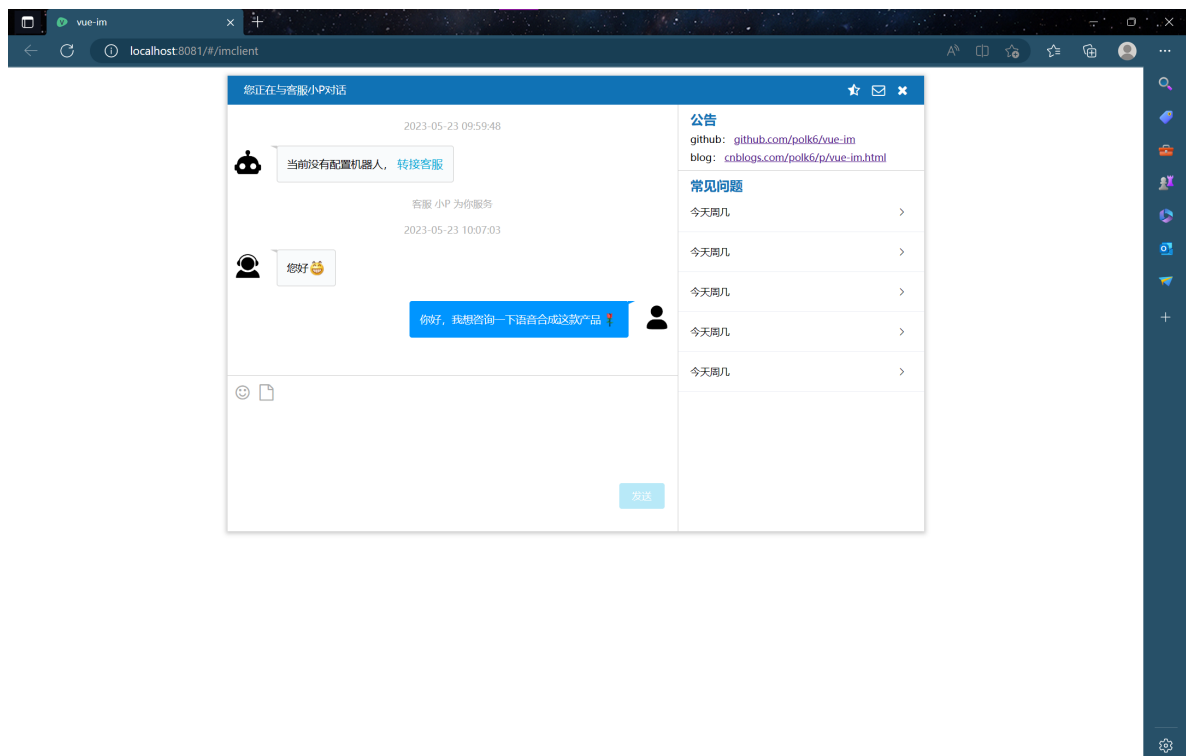 vue-im
localhost:8081/#/imclient
您正在与客服小P对话
2023-05-23 09:59:48
当前没有配置机器人， 转接客服
客服 小P 为你服务
2023-05-23 10:07:03
您好😁
你好，我想咨询一下语音合成这款产品🌹
发送
公告
github： github.com/polk6/vue-im
blog： cnblogs.com/polk6/p/vue-im.html
常见问题
今天周几
今天周几
今天周几
今天周几
今天周几